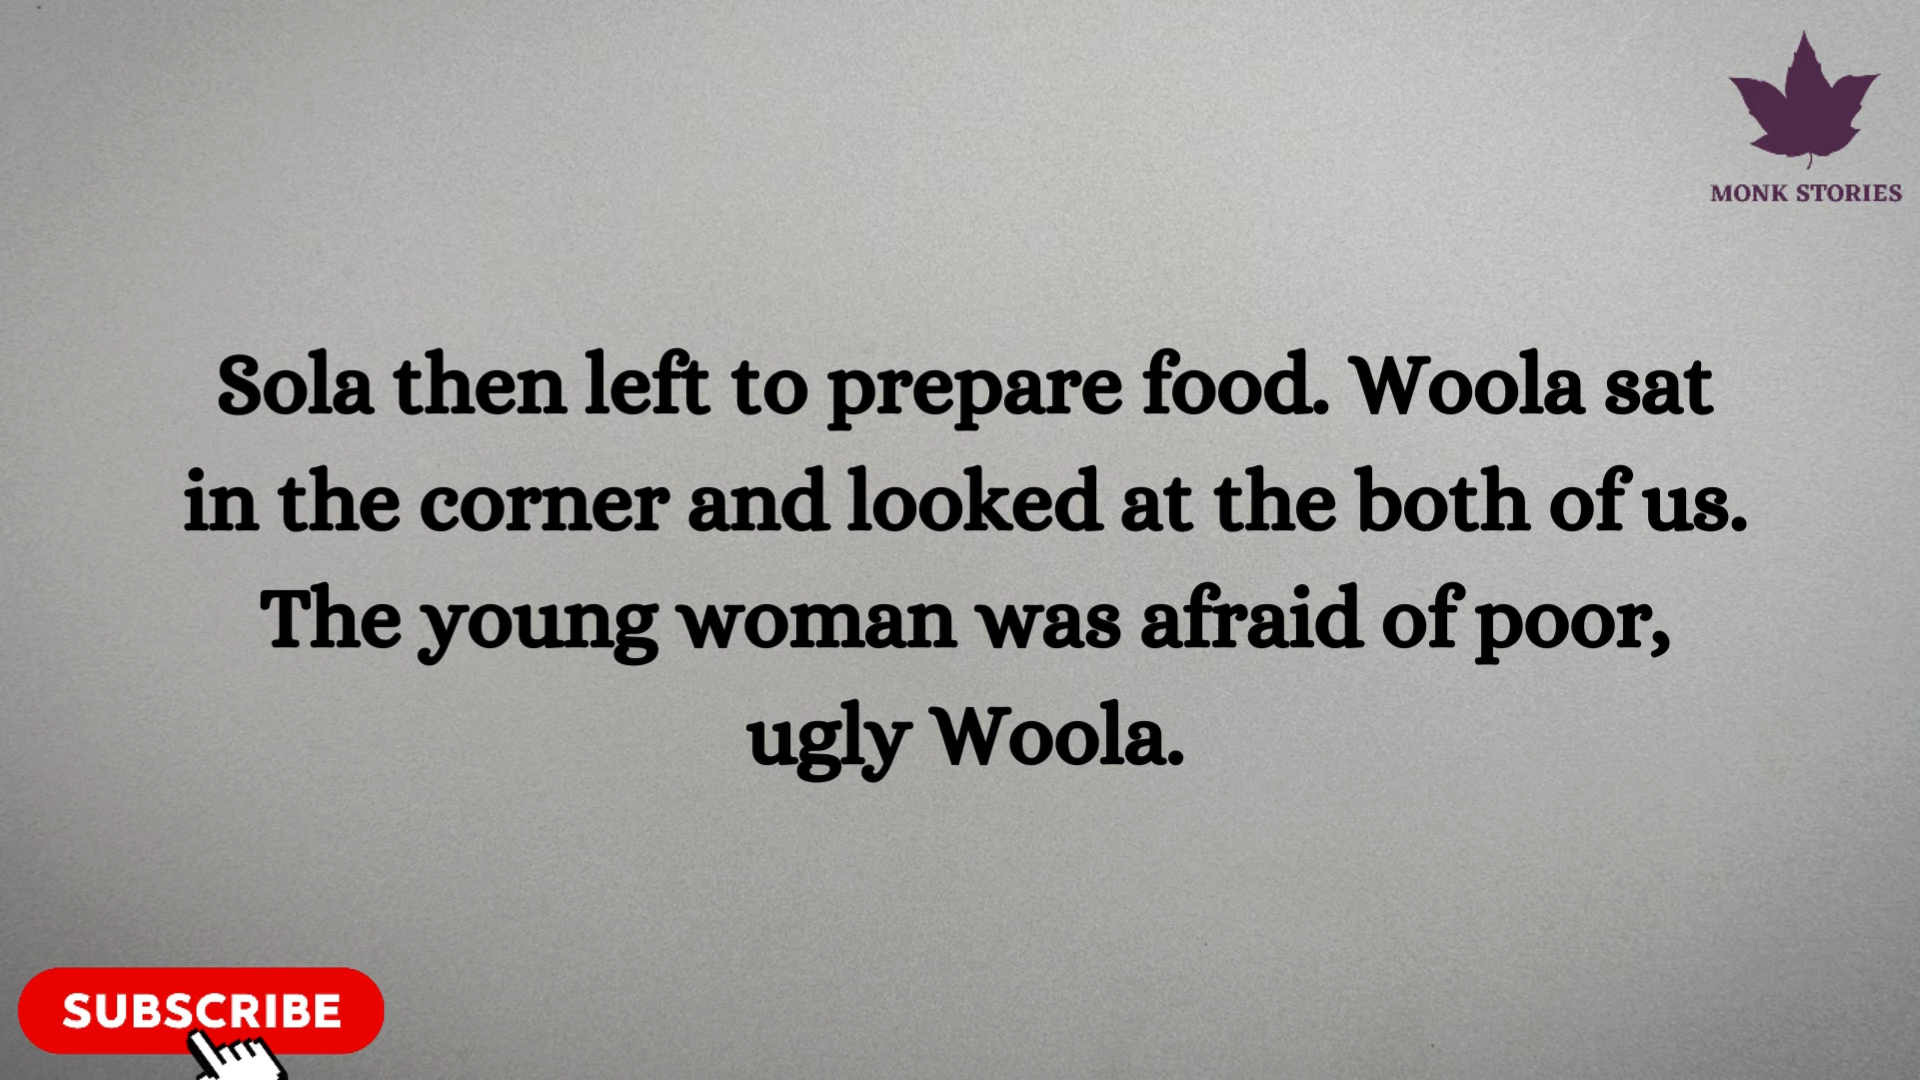 MONK STORIES
Sola then left to prepare food. Woola sat
in the corner and looked at the both of us.
The young woman was afraid of poor,
ugly Woola.
SUBSCRIBE